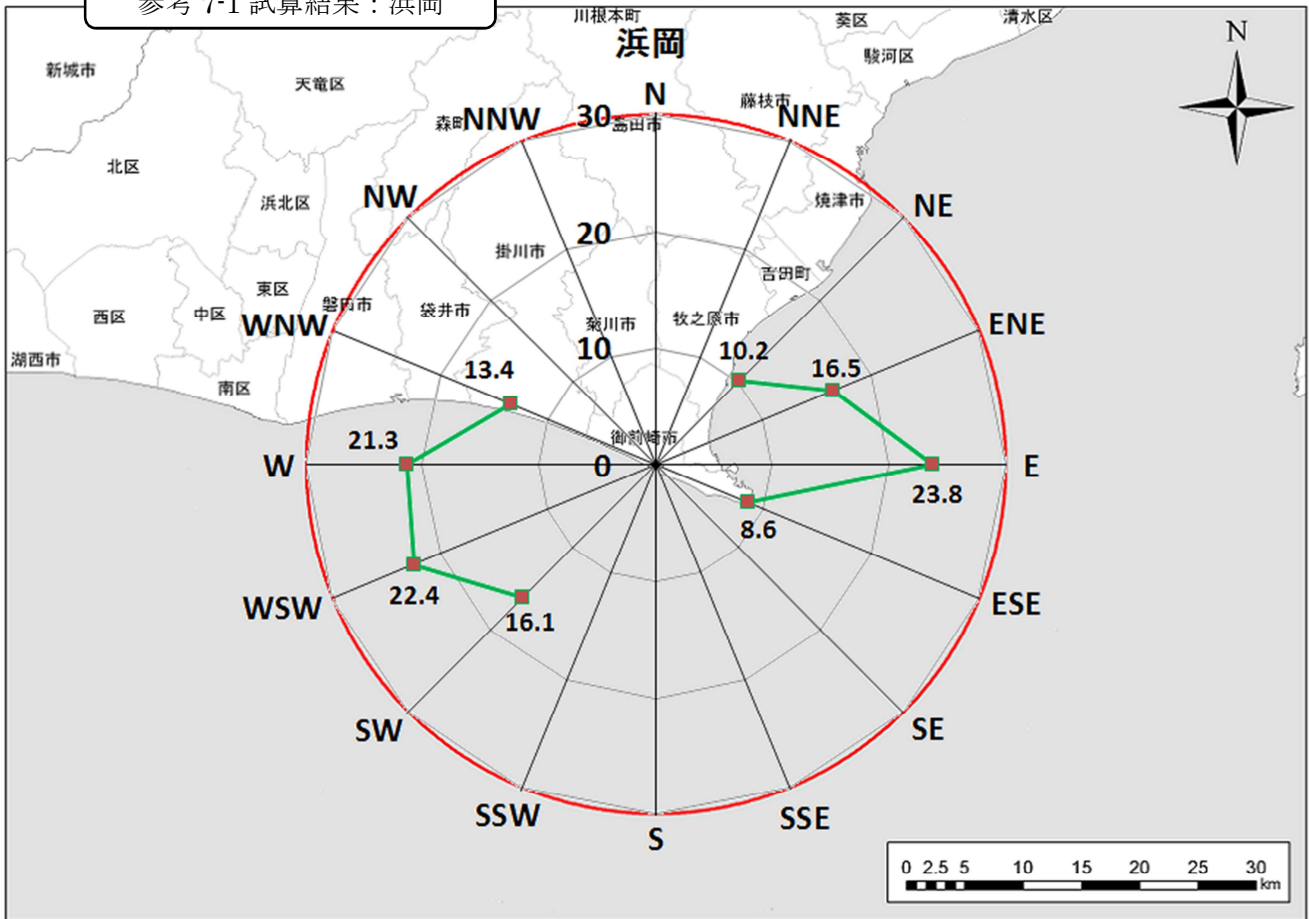 参考 7-1 試算結果：浜岡
川根本町
葵区
清水区
浜岡
N
駿河区
新城市
天竜区
N
藤枝市
森町
NNW
30
島田市
NNE
北区
浜北区
NW
焼津市
NE
20
掛川市
吉田町
東区
磐田市
袋井市
西区
中区
WNW
菊川市
牧之原市
ENE
10
10.2
湖西市
南区
13.4
16.5
21.3
御前崎市
W
0
E
23.8
8.6
22.4
WSW
16.1
ESE
SW
SE
SSW
SSE
S
0 2.5 5 10 15 20 25 30
km